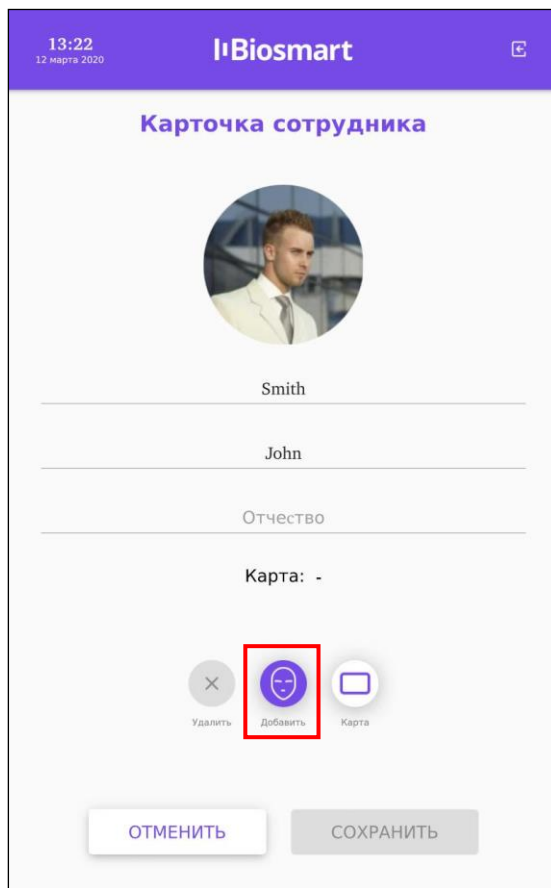 13:22
12 марта 2020
Biosmart
Карточка сотрудника
Smith
John
Отчество
Карта: -
Удалить
Добавить
Карта
ОТМЕНИТЬ
СОХРАНИТЬ